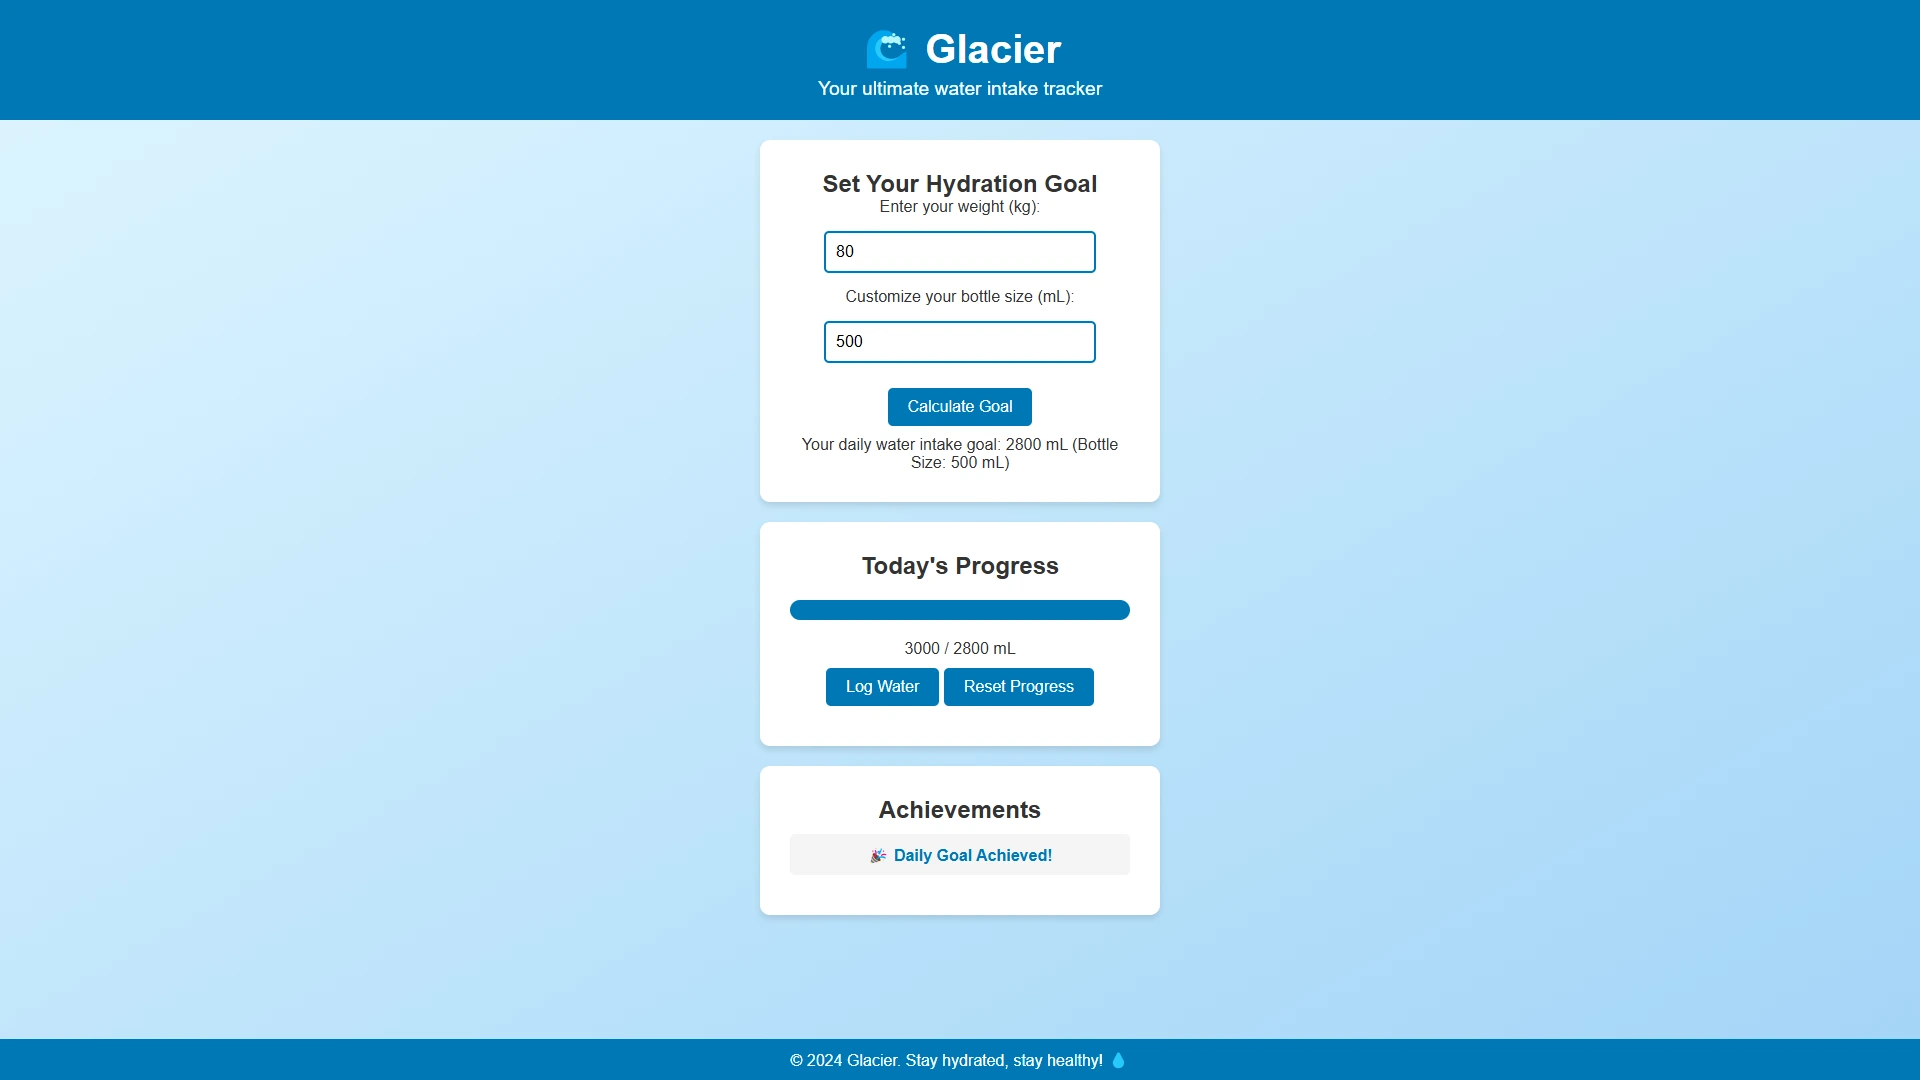 Glacier
Your ultimate water intake tracker
Set Your Hydration Goal
Enter your weight (kg):
80
Customize your bottle size (mL):
500
Calculate Goal
Your daily water intake goal: 2800 mL (Bottle
Size: 500 mL)
Today's Progress
3000 / 2800 mL
Log Water Reset Progress
Achievements
🎉 Daily Goal Achieved!
© 2024 Glacier. Stay hydrated, stay healthy! 💧